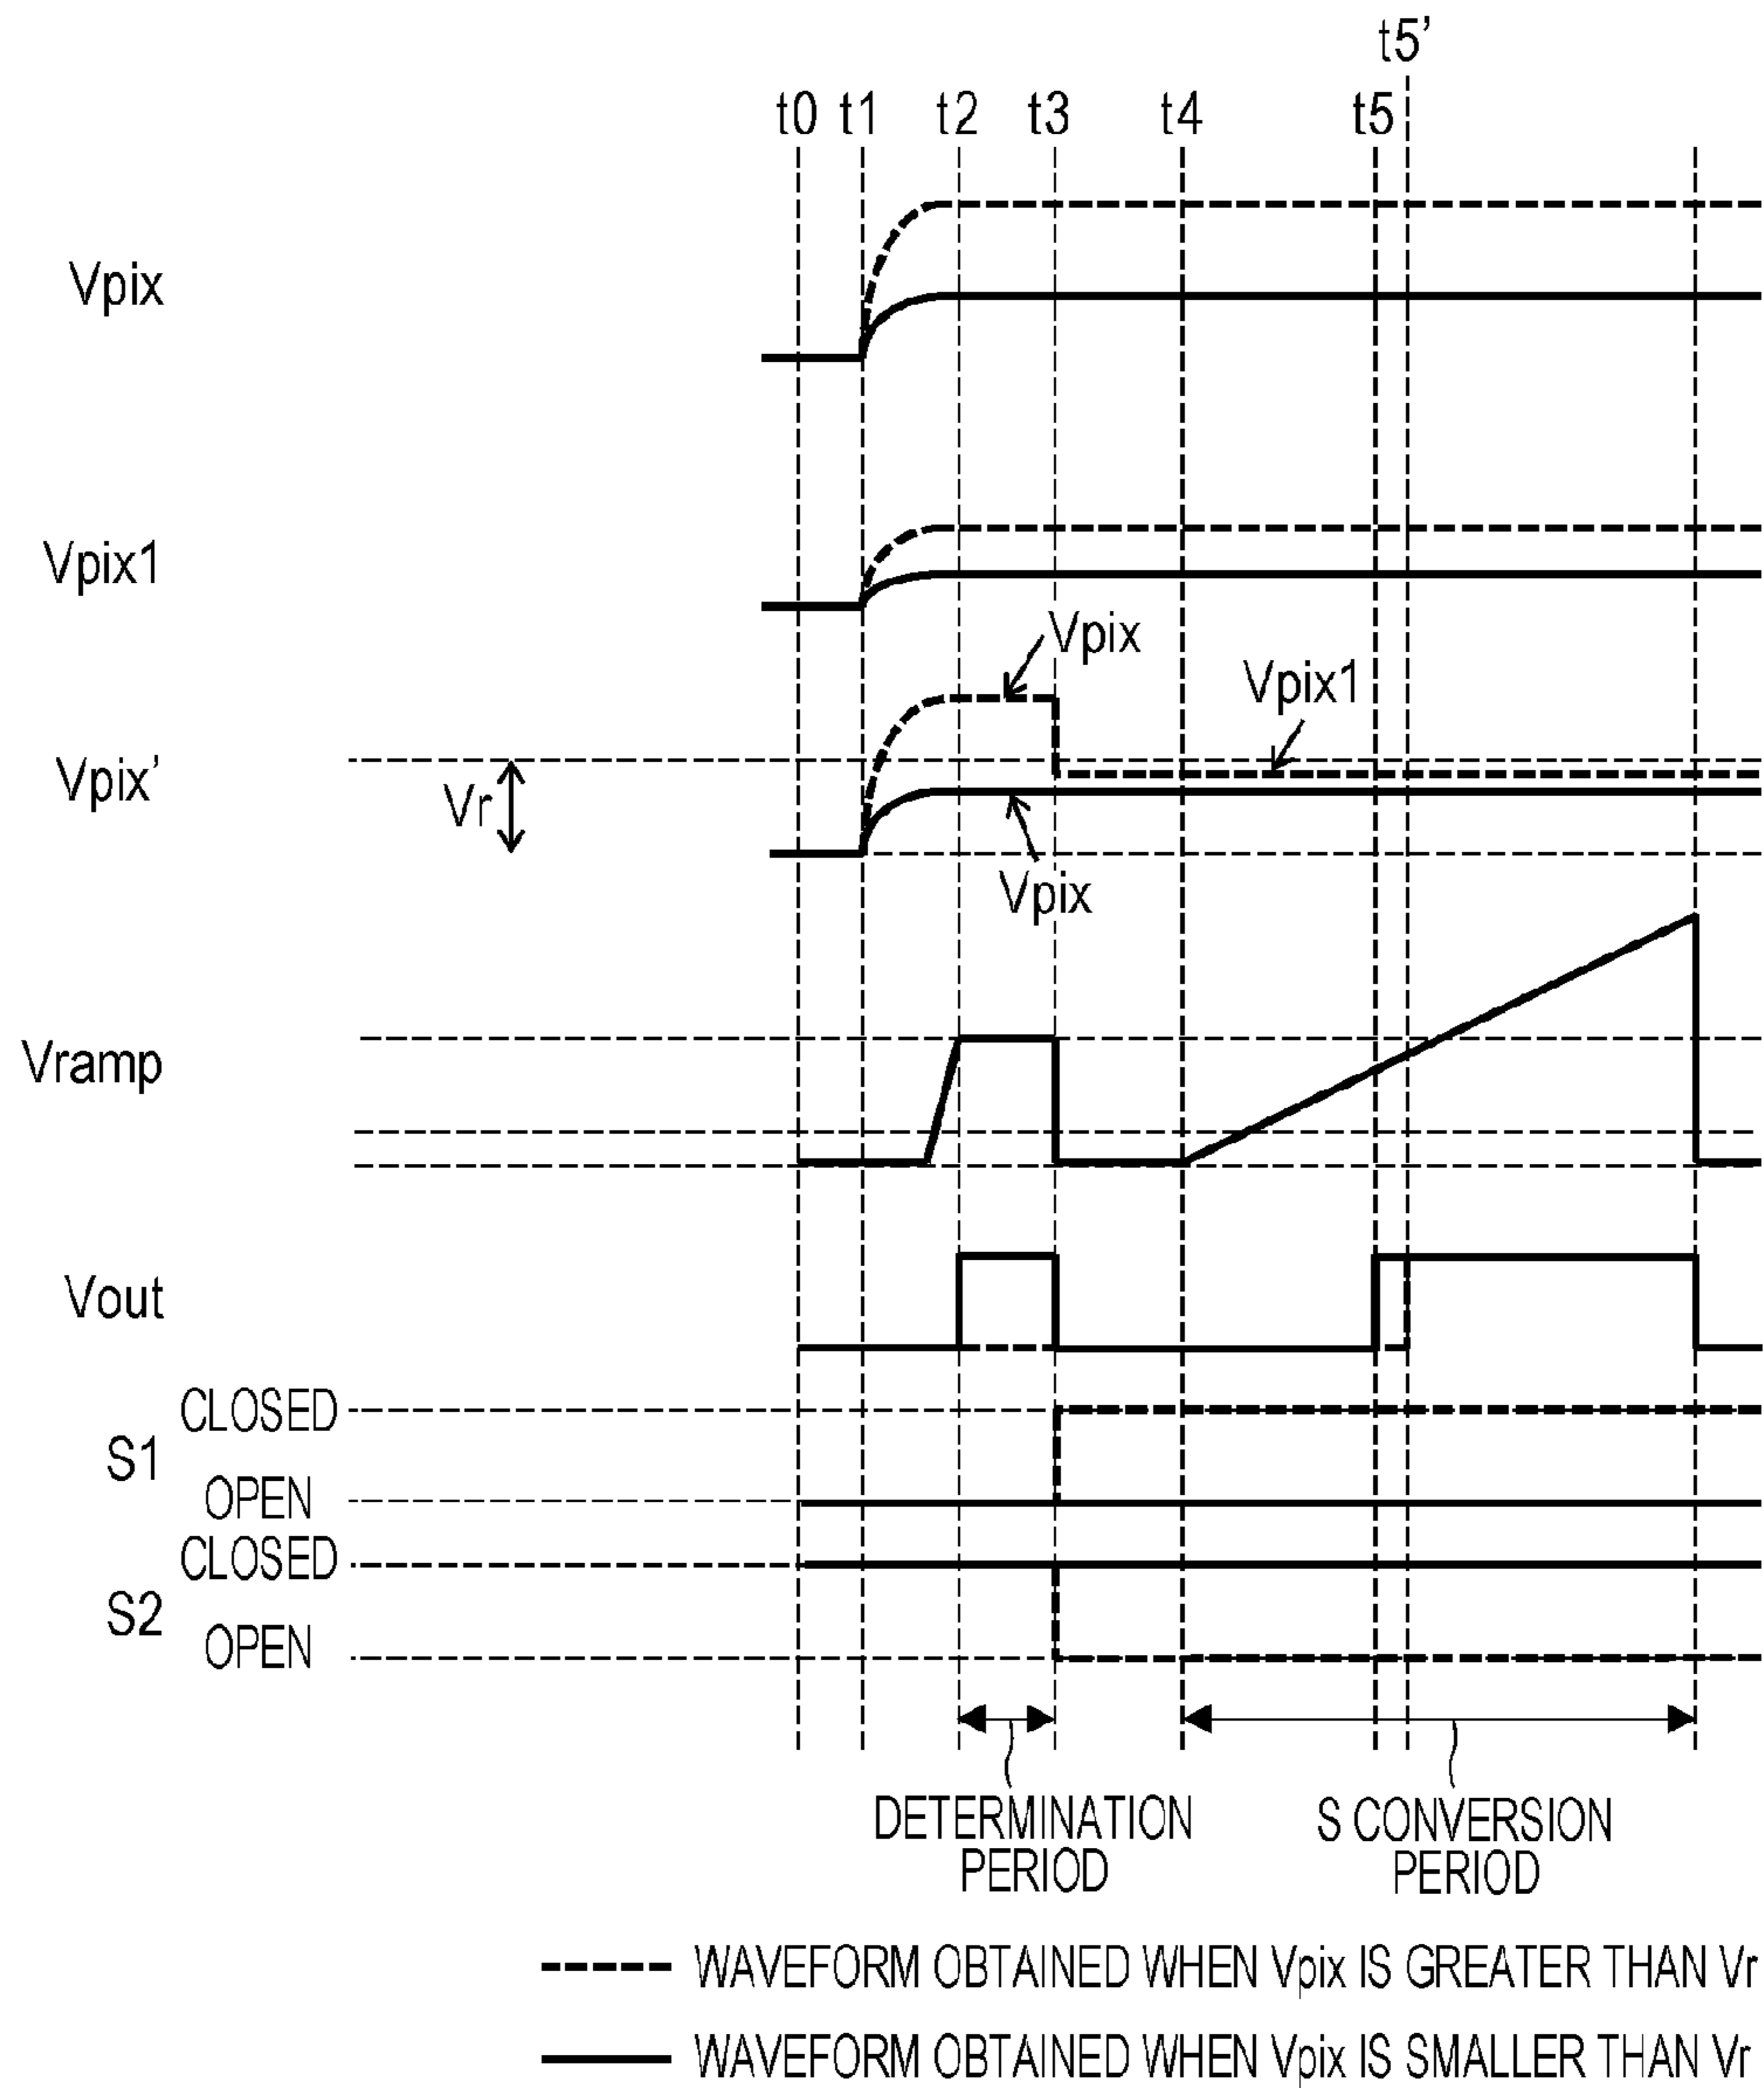 t5’
t0 t1 t2 t3 t4 t5
Vpix
Vpix1
Vpix
Vpix1
Vpix’
Vr
Vpix
Vramp
Vout
CLOSED
S1
OPEN
CLOSED
S2
OPEN
DETERMINATION
PERIOD
S CONVERSION
PERIOD
WAVEFORM OBTAINED WHEN Vpix IS GREATER THAN Vr
WAVEFORM OBTAINED WHEN Vpix IS SMALLER THAN Vr